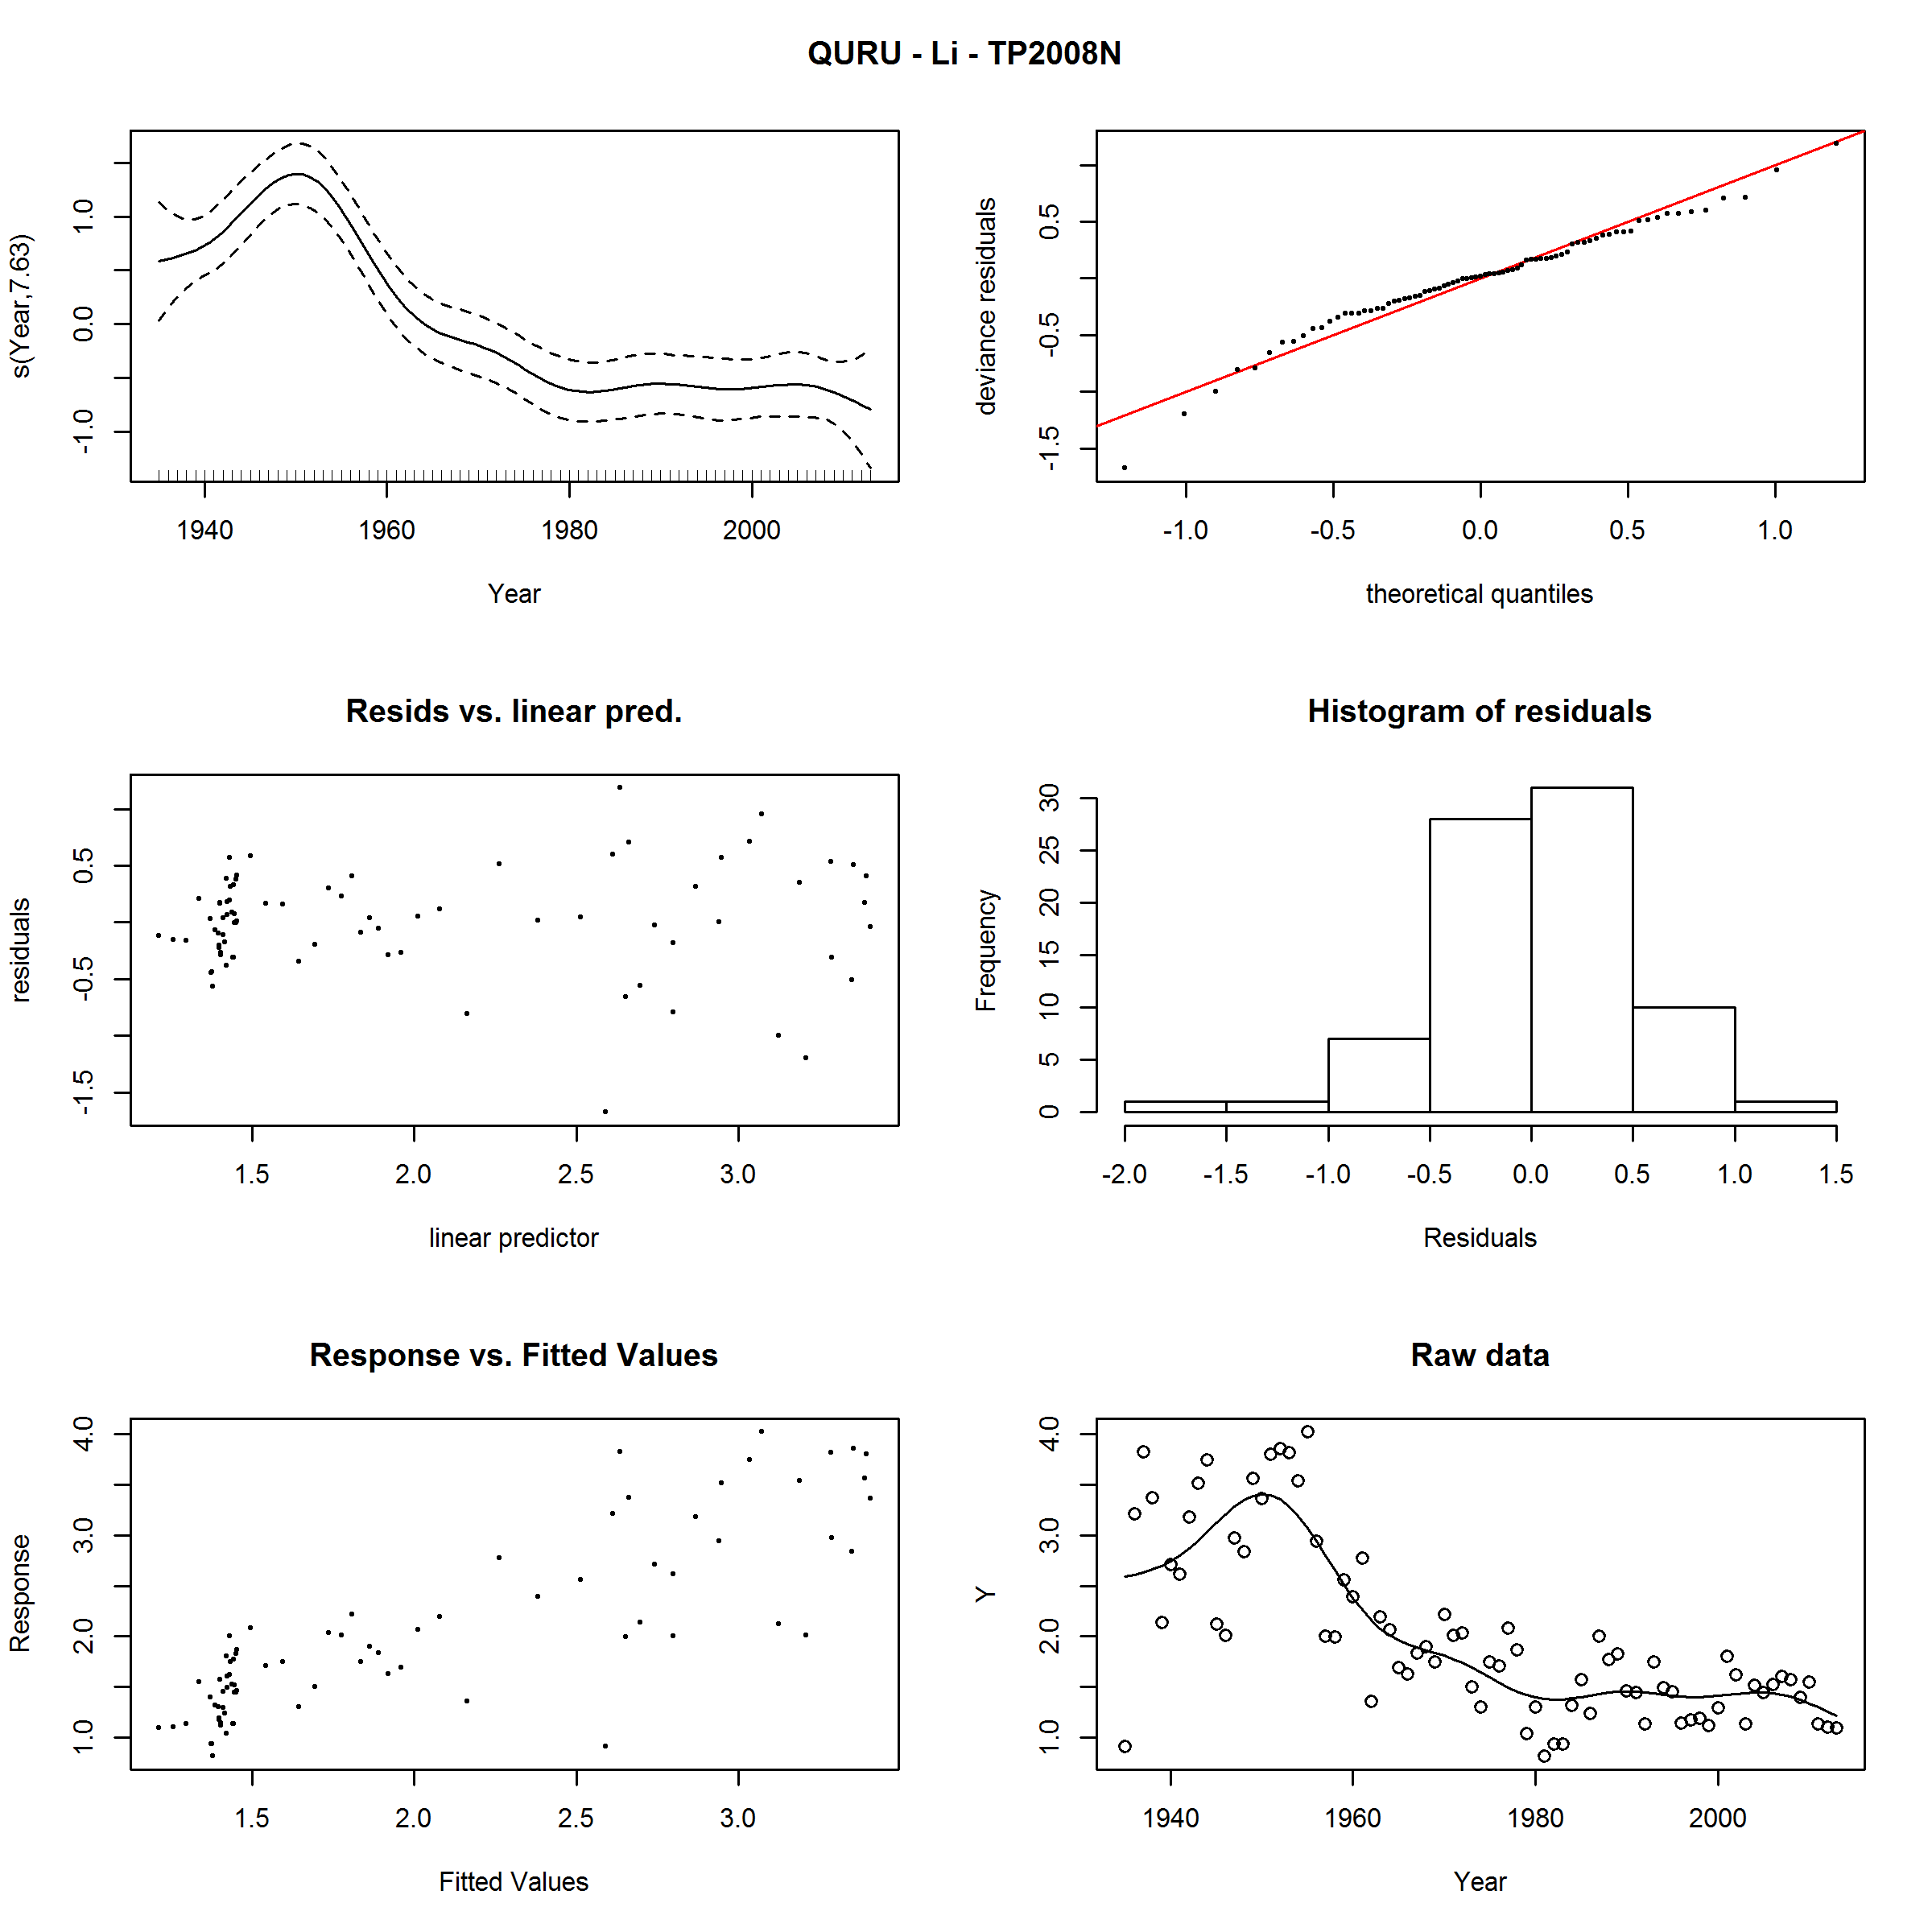 QURU - Li - TP2008N
s(Year,7.63)
-1.0 0.0 1.0
1940 1960 1980 2000
Year
deviance residuals
-1.5 -0.5 0.5
-1.0 -0.5 0.0 0.5 1.0
theoretical quantiles
Resids vs. linear pred.
residuals
-1.5 -0.5 0.5
1.5 2.0 2.5 3.0
linear predictor
Histogram of residuals
Frequency
0 5 10 15 20 25 30
-2.0 -1.5 -1.0 -0.5 0.0 0.5 1.0 1.5
Residuals
Response vs. Fitted Values
Response
1.0 2.0 3.0 4.0
1.5 2.0 2.5 3.0
Fitted Values
Raw data
Y
1.0 2.0 3.0 4.0
1940 1960 1980 2000
Year